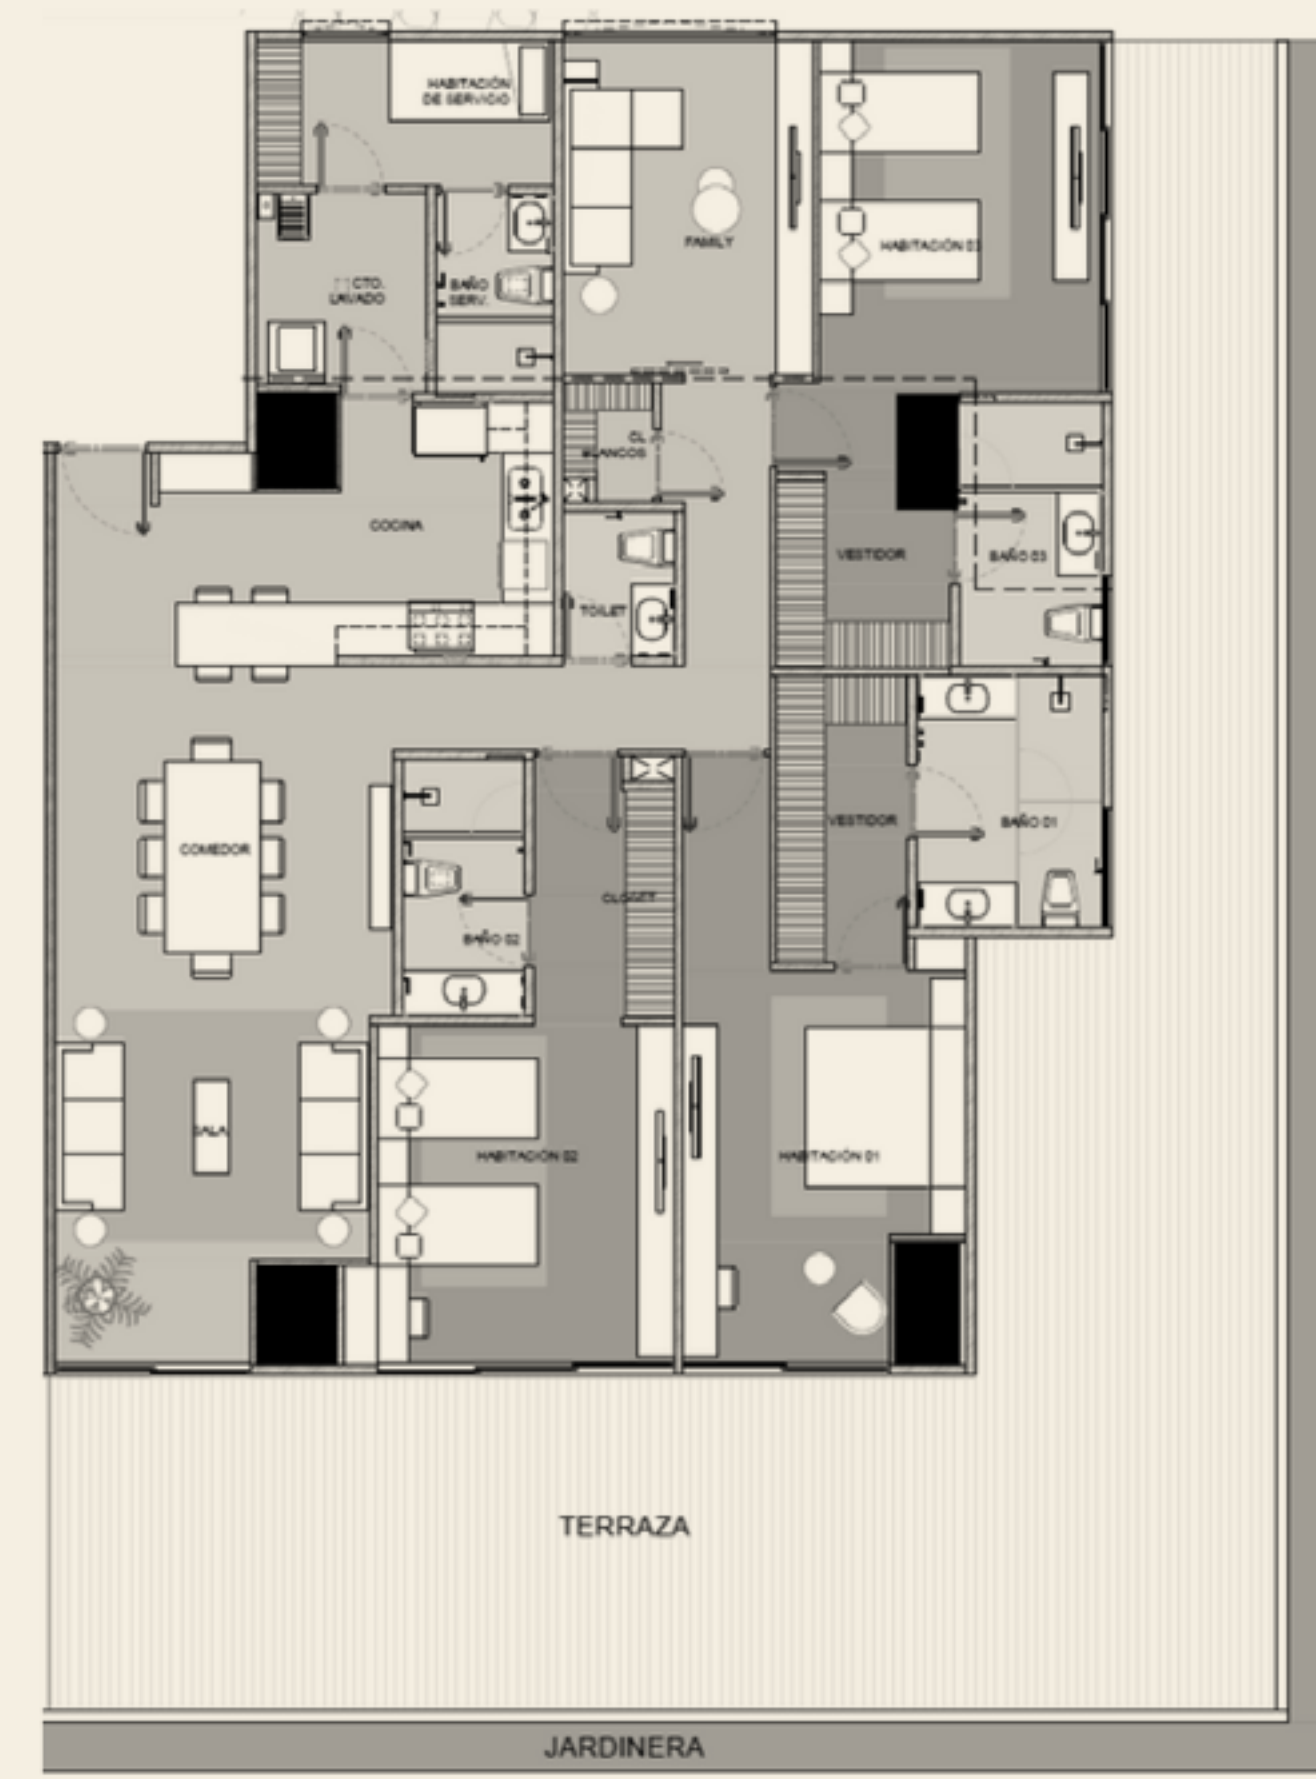 HABITACIÓN
DE SERVICIO
FAMILY
HABITACIÓN 03
CTO.
LAVADO
BAÑO
SERV.
CL
BLANCOS
COCINA
VESTIDOR
BAÑO 03
TOILET
COMEDOR
VESTIDOR
BAÑO 01
CLOSET
BAÑO 02
SALA
HABITACIÓN 02
HABITACIÓN 01
TERRAZA
JARDINERA